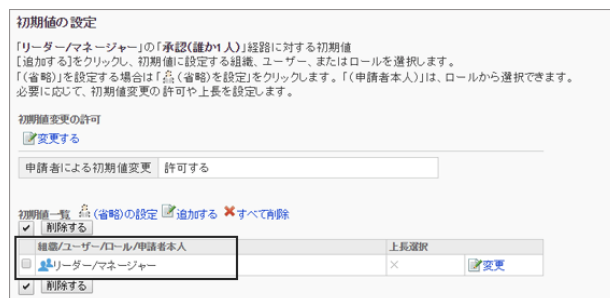 初期値の設定
「リーダー/マネージャー」の「承認(誰か1人)」経路に対する初期値
[追加する]をクリックし、初期値に設定する組織、ユーザー、またはロールを選択します。
「(省略)」を設定する場合は「(省略)を設定」をクリックします。「(申請者本人)」は、ロールから選択できます。
必要に応じて、初期値変更の許可や上長を設定します。
初期値変更の許可
変更する
申請者による初期値変更 許可する
初期値一覧 (省略)の設定 追加する すべて削除
削除する
組織/ユーザー/ロール/申請者本人 上長選択
リーダー/マネージャー × 変更
削除する